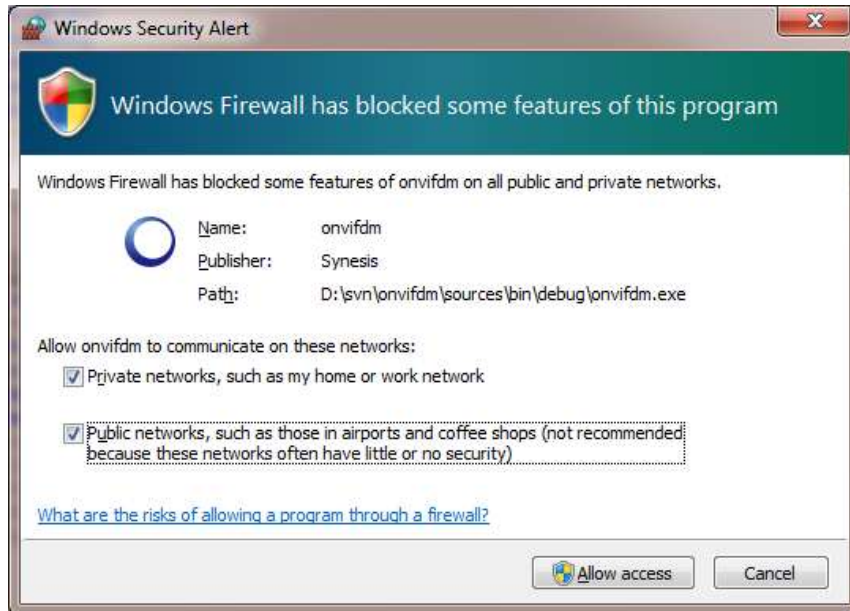 Windows Security Alert
Windows Firewall has blocked some features of this program
Windows Firewall has blocked some features of onvifdm on all public and private networks.
Name: onvifdm
Publisher: Synesis
Path: D:\svn\onvifdm\sources\bin\debug\onvifdm.exe
Allow onvifdm to communicate on these networks:
Private networks, such as my home or work network
Public networks, such as those in airports and coffee shops (not recommended
because these networks often have little or no security)
What are the risks of allowing a program through a firewall?
Allow access Cancel